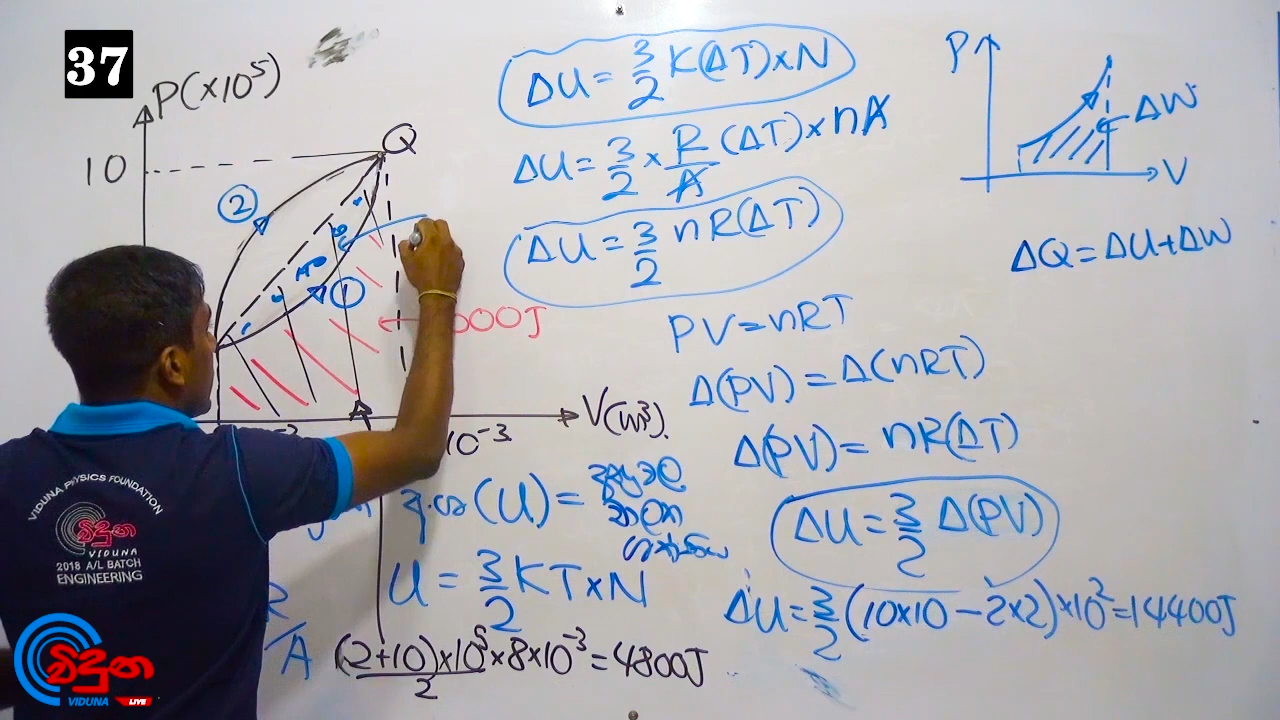 37
P(×10⁵)
10
Q
②
①
000J
V(m³).
10⁻³
ΔU = 3/2 K(ΔT)×N
ΔU = 3/2 × R/A (ΔT)×nA
ΔU = 3/2 nR(ΔT)
P
ΔW
V
ΔQ = ΔU+ΔW
PV = nRT
Δ(PV) = Δ(nRT)
Δ(PV) = nR(ΔT)
ΔU = 3/2 Δ(PV)
ΔU = 3/2 (10×10 − 2×2)×10² = 14400J
(U) =
U = 3/2 KT×N
R/A
(2+10)×10⁵/2 ×8×10⁻³ = 4800J
VIDUNA PHYSICS FOUNDATION
විදුන
VIDUNA
2018 A/L BATCH
ENGINEERING
විදුන
VIDUNA LIVE